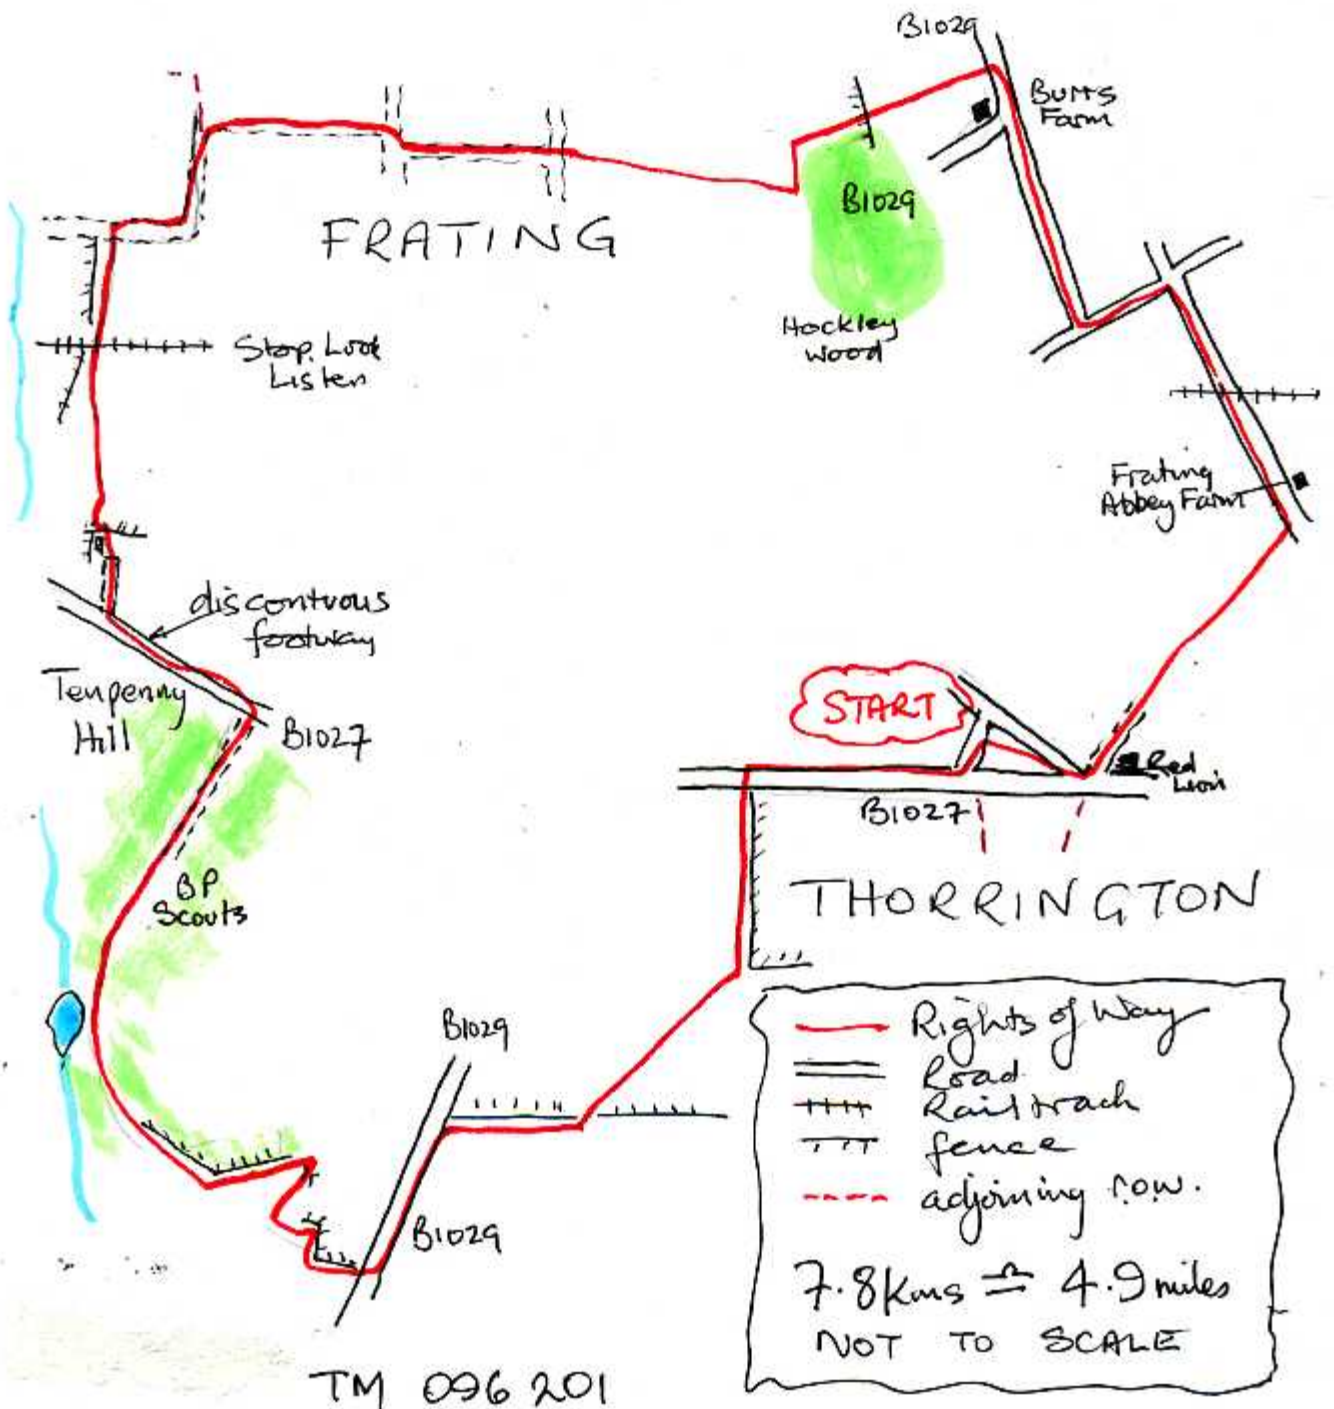 B1029
Burrs
Farm
FRATING
B1029
Hockley
wood
Stop. Look
Listen
Frating
Abbey Farm
discontuous
footway
Tenpenny
Hill
B1027
START
Red
Lion
B1027
BP
Scouts
THORRINGTON
B1029
B1029
Rights of Way
Road
Rail track
fence
adjoining r.o.w.
7.8Kms ≏ 4.9 miles
NOT TO SCALE
TM 096 201